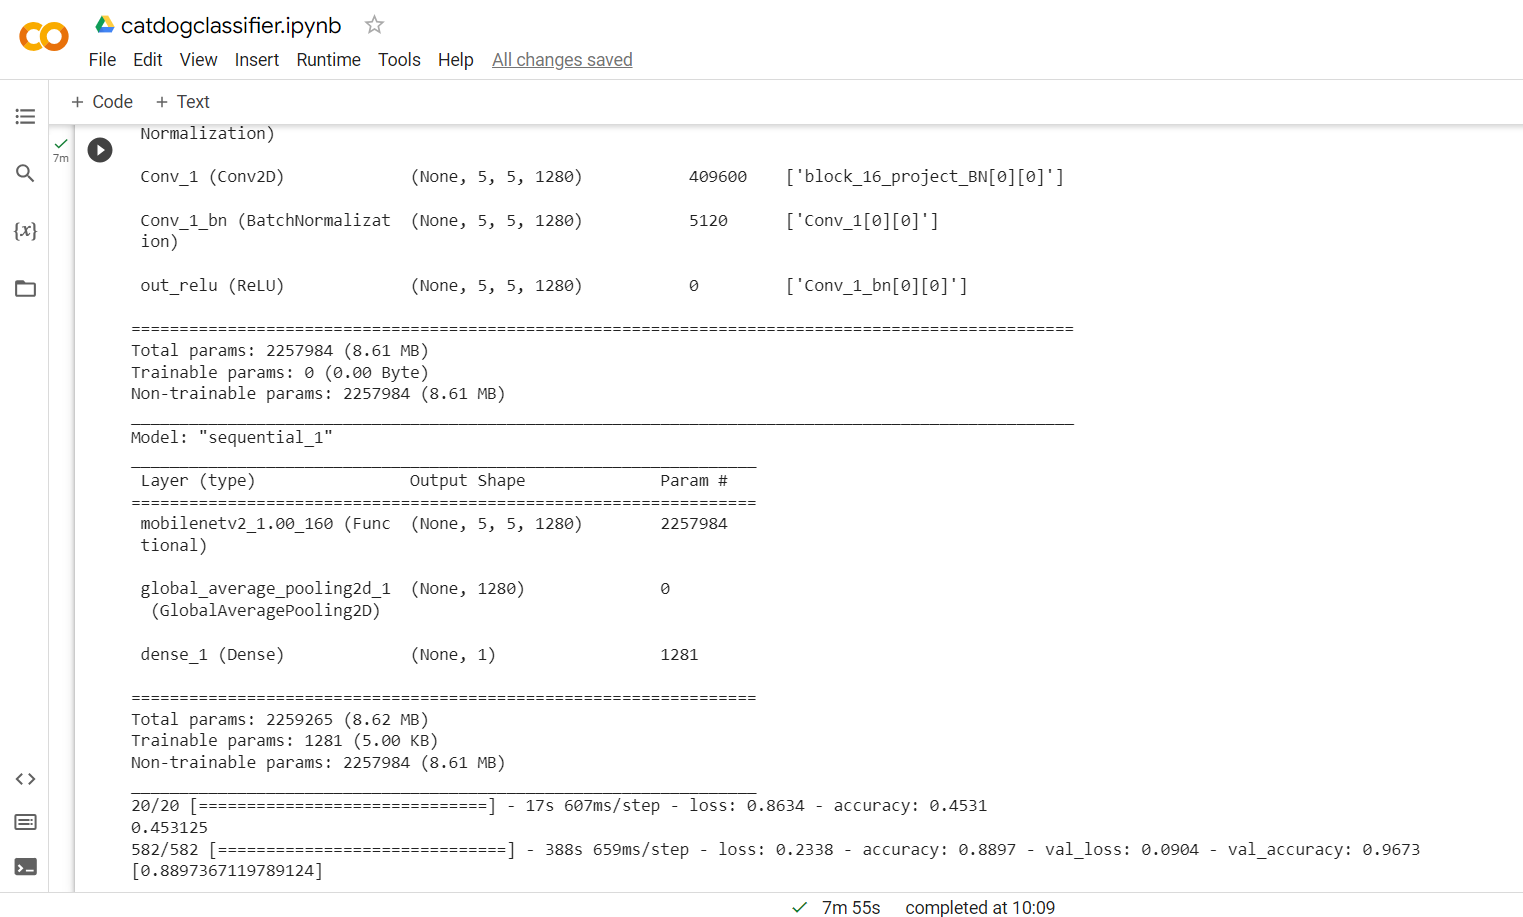 catdogclassifier.ipynb
File Edit View Insert Runtime Tools Help All changes saved
+ Code + Text
7m
Normalization)
Conv_1 (Conv2D) (None, 5, 5, 1280) 409600 ['block_16_project_BN[0][0]']
Conv_1_bn (BatchNormalizat (None, 5, 5, 1280) 5120 ['Conv_1[0][0]']
ion)
out_relu (ReLU) (None, 5, 5, 1280) 0 ['Conv_1_bn[0][0]']
==================================================================================================
Total params: 2257984 (8.61 MB)
Trainable params: 0 (0.00 Byte)
Non-trainable params: 2257984 (8.61 MB)
__________________________________________________________________________________________________
Model: "sequential_1"
_________________________________________________________________
Layer (type) Output Shape Param #
=================================================================
mobilenetv2_1.00_160 (Func (None, 5, 5, 1280) 2257984
tional)
global_average_pooling2d_1 (None, 1280) 0
(GlobalAveragePooling2D)
dense_1 (Dense) (None, 1) 1281
=================================================================
Total params: 2259265 (8.62 MB)
Trainable params: 1281 (5.00 KB)
Non-trainable params: 2257984 (8.61 MB)
_________________________________________________________________
20/20 [==============================] - 17s 607ms/step - loss: 0.8634 - accuracy: 0.4531
0.453125
582/582 [==============================] - 388s 659ms/step - loss: 0.2338 - accuracy: 0.8897 - val_loss: 0.0904 - val_accuracy: 0.9673
[0.8897367119789124]
7m 55s completed at 10:09